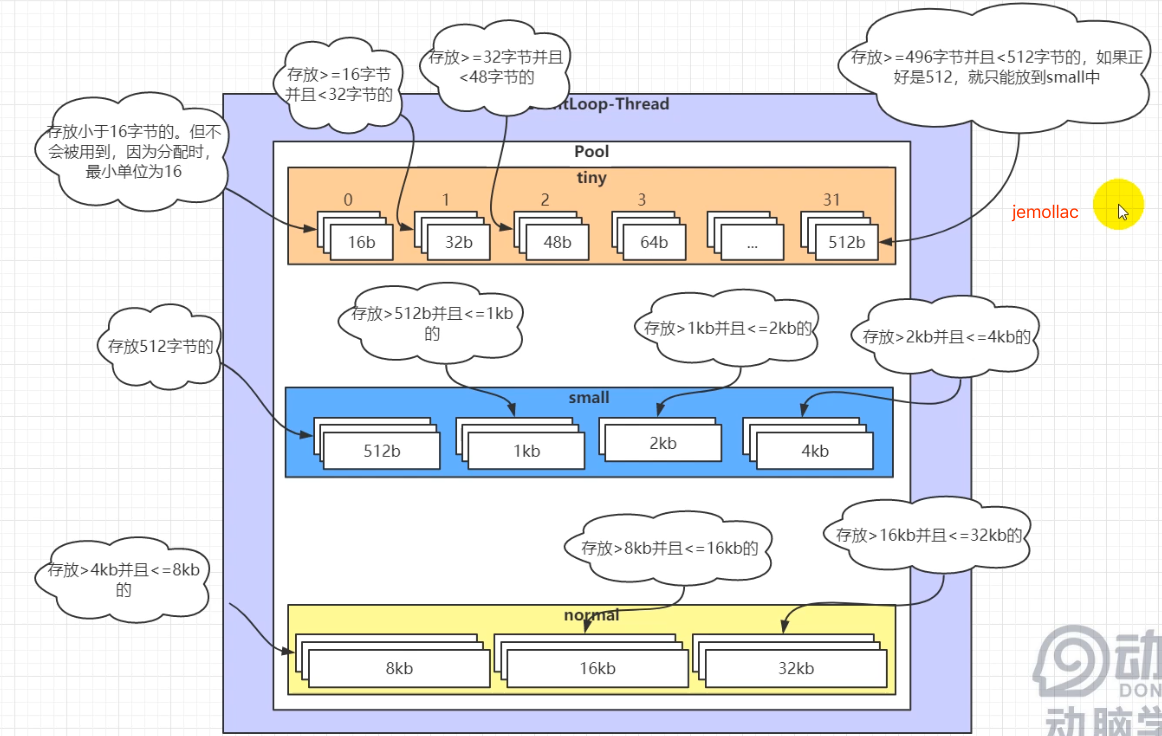 存放>=16字节
并且<32字节的
存放>=32字节并且
<48字节的
存放>=496字节并且<512字节的，如果正
好是512，就只能放到small中
存放小于16字节的。但不
会被用到，因为分配时，
最小单位为16
ntLoop-Thread
Pool
tiny
0 1 2 3 31
16b 32b 48b 64b ... 512b
jemollac
存放512字节的
存放>512b并且<=1kb
的
存放>1kb并且<=2kb的
存放>2kb并且<=4kb的
small
512b 1kb 2kb 4kb
存放>4kb并且<=8kb
的
存放>8kb并且<=16kb的
存放>16kb并且<=32kb的
normal
8kb 16kb 32kb
动
DON
动脑学